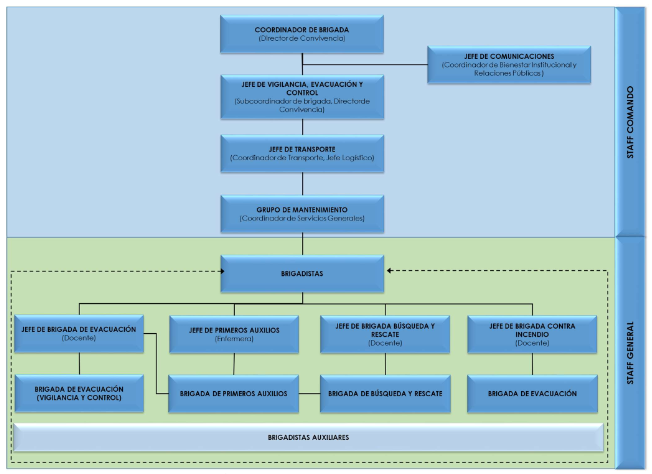 COORDINADOR DE BRIGADA
(Director de Convivencia)
JEFE DE COMUNICACIONES
(Coordinador de Bienestar Institucional y
Relaciones Públicas)
JEFE DE VIGILANCIA, EVACUACIÓN Y
CONTROL
(Subcoordinador de brigada, Director de
Convivencia)
JEFE DE TRANSPORTE
(Coordinador de Transporte, Jefe Logístico)
GRUPO DE MANTENIMIENTO
(Coordinador de Servicios Generales)
STAFF COMANDO
BRIGADISTAS
JEFE DE BRIGADA DE EVACUACIÓN
(Docente)
JEFE DE PRIMEROS AUXILIOS
(Enfermera)
JEFE DE BRIGADA BÚSQUEDA Y
RESCATE
(Docente)
JEFE DE BRIGADA CONTRA
INCENDIO
(Docente)
BRIGADA DE EVACUACIÓN
(VIGILANCIA Y CONTROL)
BRIGADA DE PRIMEROS AUXILIOS
BRIGADA DE BÚSQUEDA Y RESCATE
BRIGADA DE EVACUACIÓN
BRIGADISTAS AUXILIARES
STAFF GENERAL